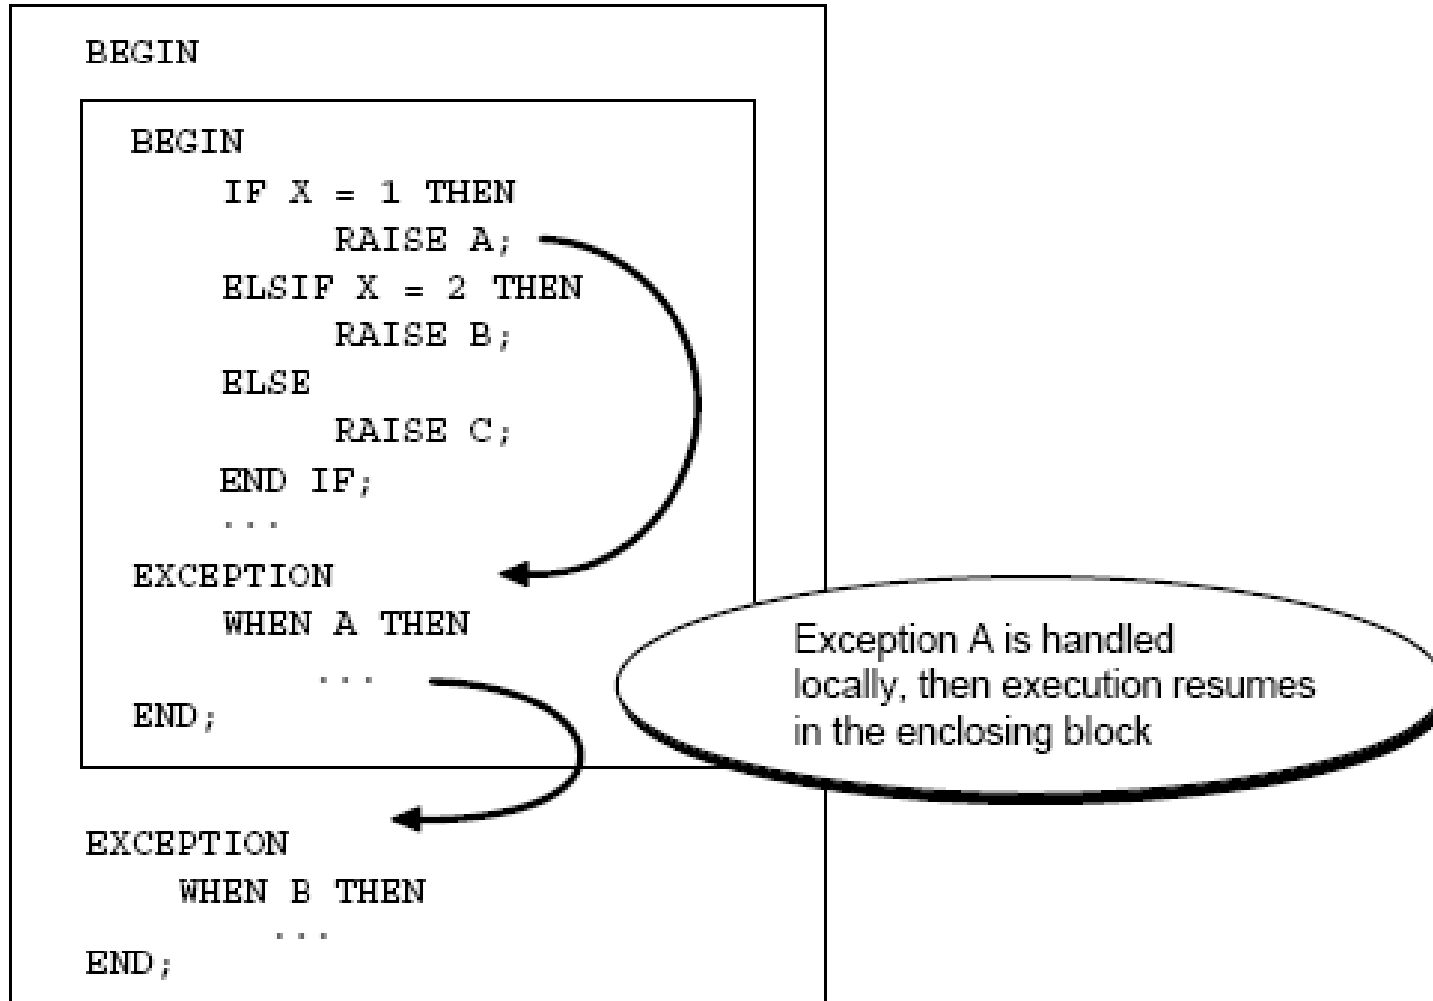 BEGIN
BEGIN
IF X = 1 THEN
RAISE A;
ELSIF X = 2 THEN
RAISE B;
ELSE
RAISE C;
END IF;
...
EXCEPTION
WHEN A THEN
...
END;
Exception A is handled
locally, then execution resumes
in the enclosing block
EXCEPTION
WHEN B THEN
...
END;